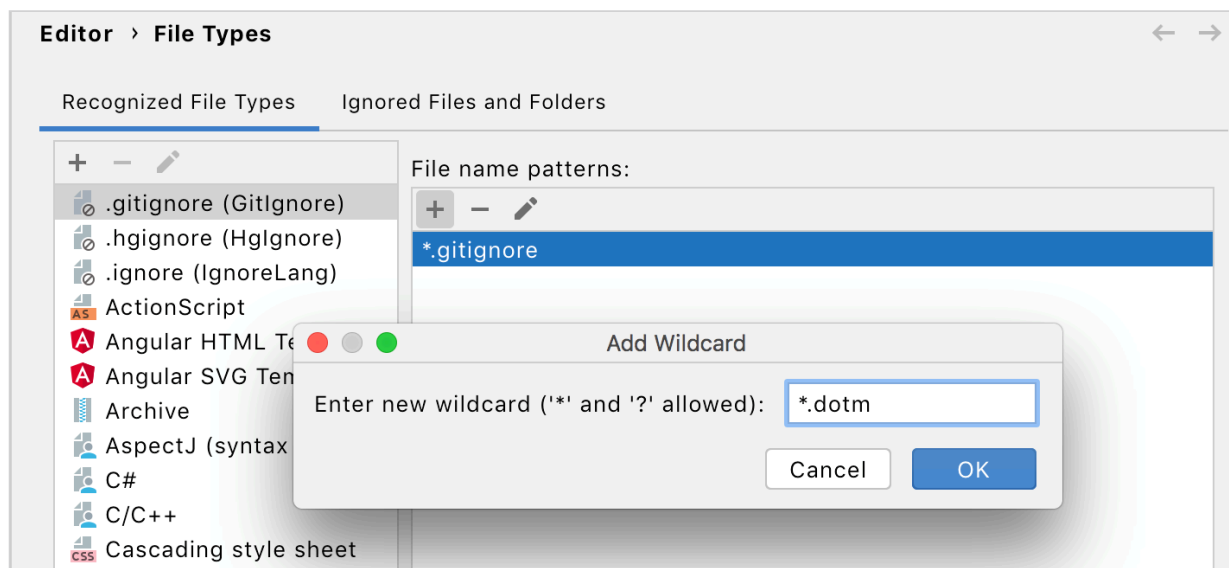 Editor › File Types
Recognized File Types
Ignored Files and Folders
File name patterns:
.gitignore (GitIgnore)
.hgignore (HgIgnore)
.ignore (IgnoreLang)
AS ActionScript
A Angular HTML Te
A Angular SVG Ten
Archive
AspectJ (syntax
C#
C/C++
CSS Cascading style sheet
*.gitignore
Add Wildcard
Enter new wildcard ('*' and '?' allowed):
*.dotm
Cancel
OK